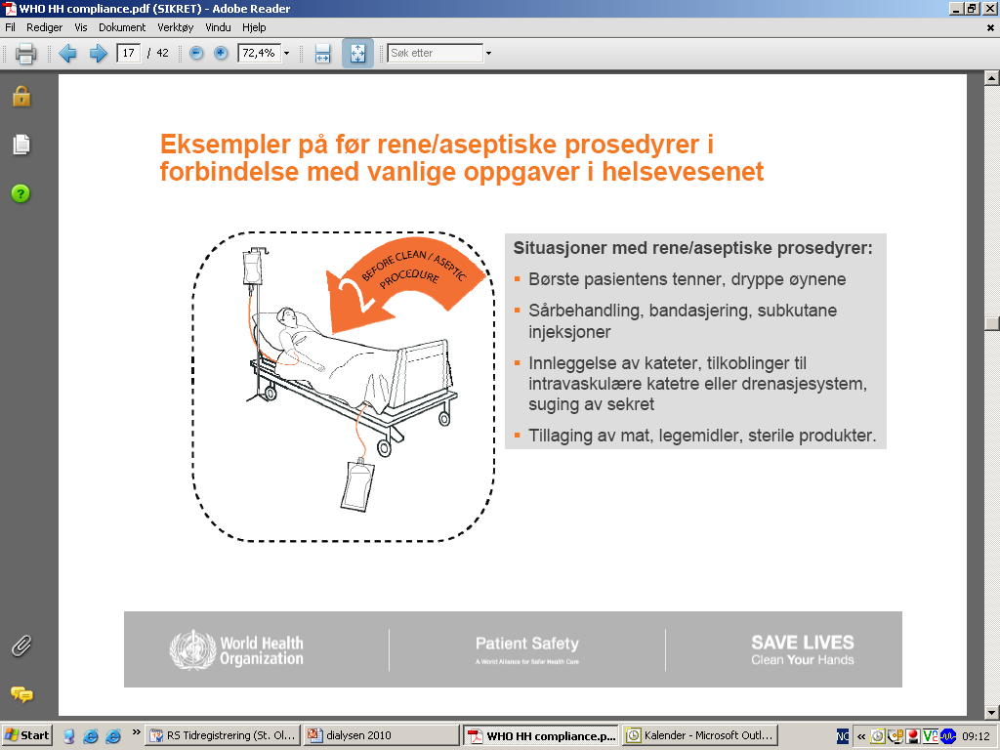 WHO HH compliance.pdf (SIKRET) - Adobe Reader
Fil Rediger Vis Dokument Verktøy Vindu Hjelp
17 / 42 72,4% Søk etter
Eksempler på før rene/aseptiske prosedyrer i
forbindelse med vanlige oppgaver i helsevesenet
BEFORE CLEAN / ASEPTIC
PROCEDURE
2
Situasjoner med rene/aseptiske prosedyrer:
Børste pasientens tenner, dryppe øynene
Sårbehandling, bandasjering, subkutane
injeksjoner
Innleggelse av kateter, tilkoblinger til
intravaskulære katetre eller drenasjesystem,
suging av sekret
Tillaging av mat, legemidler, sterile produkter.
World Health
Organization
Patient Safety
A World Alliance for Safer Health Care
SAVE LIVES
Clean Your Hands
Start » RS Tidregistrering (St. Ol... dialysen 2010 WHO HH compliance.p... Kalender - Microsoft Outl... NO « 09:12